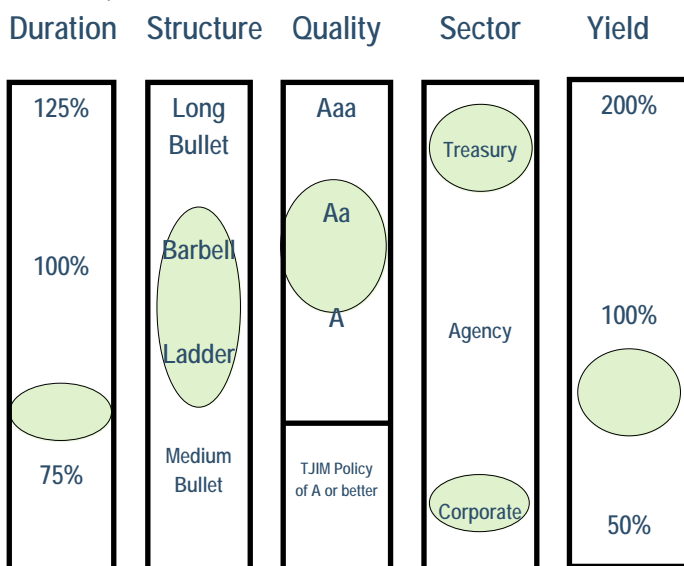 Duration Structure Quality Sector Yield
125%
100%
75%
Long
Bullet
Barbell
Ladder
Medium
Bullet
Aaa
Aa
A
TJIM Policy
of A or better
Treasury
Agency
Corporate
200%
100%
50%